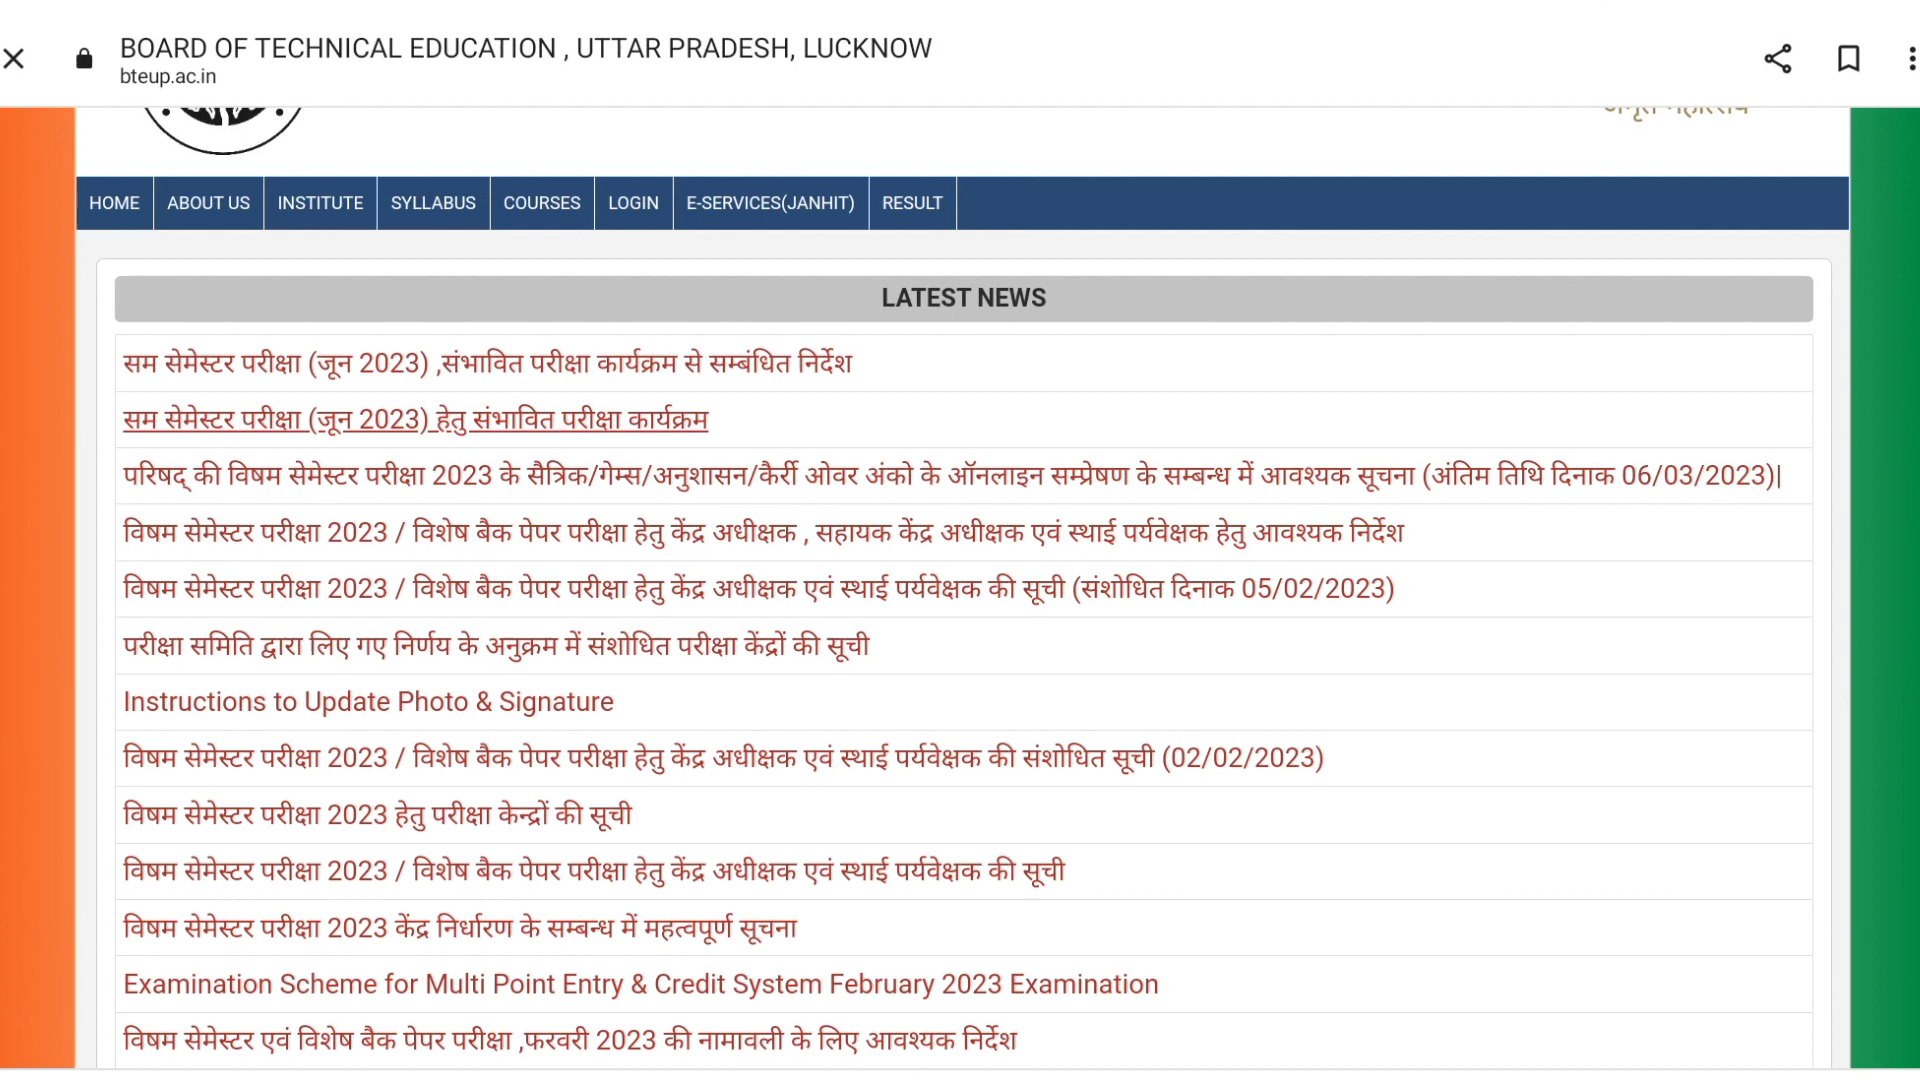 BOARD OF TECHNICAL EDUCATION , UTTAR PRADESH, LUCKNOW
bteup.ac.in
HOME ABOUT US INSTITUTE SYLLABUS COURSES LOGIN E-SERVICES(JANHIT) RESULT
LATEST NEWS
सम सेमेस्टर परीक्षा (जून 2023) ,संभावित परीक्षा कार्यक्रम से सम्बंधित निर्देश
सम सेमेस्टर परीक्षा (जून 2023) हेतु संभावित परीक्षा कार्यक्रम
परिषद् की विषम सेमेस्टर परीक्षा 2023 के सैत्रिक/गेम्स/अनुशासन/कैर्री ओवर अंको के ऑनलाइन सम्प्रेषण के सम्बन्ध में आवश्यक सूचना (अंतिम तिथि दिनाक 06/03/2023)|
विषम सेमेस्टर परीक्षा 2023 / विशेष बैक पेपर परीक्षा हेतु केंद्र अधीक्षक , सहायक केंद्र अधीक्षक एवं स्थाई पर्यवेक्षक हेतु आवश्यक निर्देश
विषम सेमेस्टर परीक्षा 2023 / विशेष बैक पेपर परीक्षा हेतु केंद्र अधीक्षक एवं स्थाई पर्यवेक्षक की सूची (संशोधित दिनाक 05/02/2023)
परीक्षा समिति द्वारा लिए गए निर्णय के अनुक्रम में संशोधित परीक्षा केंद्रों की सूची
Instructions to Update Photo & Signature
विषम सेमेस्टर परीक्षा 2023 / विशेष बैक पेपर परीक्षा हेतु केंद्र अधीक्षक एवं स्थाई पर्यवेक्षक की संशोधित सूची (02/02/2023)
विषम सेमेस्टर परीक्षा 2023 हेतु परीक्षा केन्द्रों की सूची
विषम सेमेस्टर परीक्षा 2023 / विशेष बैक पेपर परीक्षा हेतु केंद्र अधीक्षक एवं स्थाई पर्यवेक्षक की सूची
विषम सेमेस्टर परीक्षा 2023 केंद्र निर्धारण के सम्बन्ध में महत्वपूर्ण सूचना
Examination Scheme for Multi Point Entry & Credit System February 2023 Examination
विषम सेमेस्टर एवं विशेष बैक पेपर परीक्षा ,फरवरी 2023 की नामावली के लिए आवश्यक निर्देश